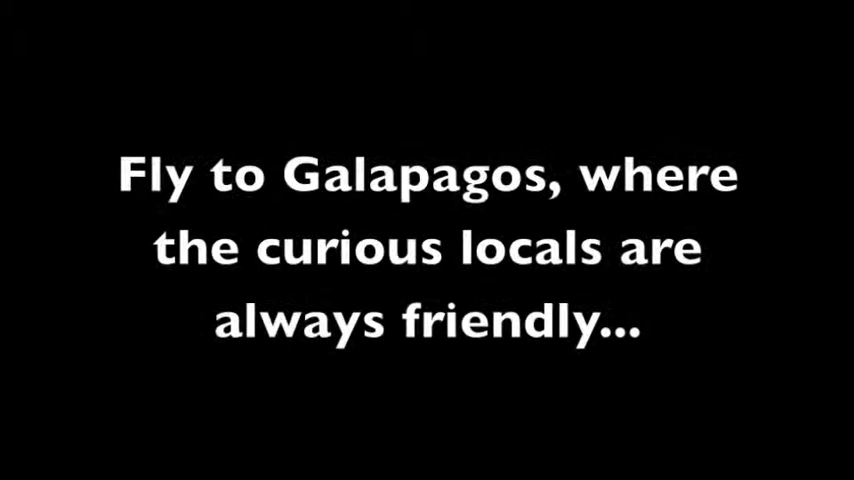 Fly to Galapagos, where
the curious locals are
always friendly...